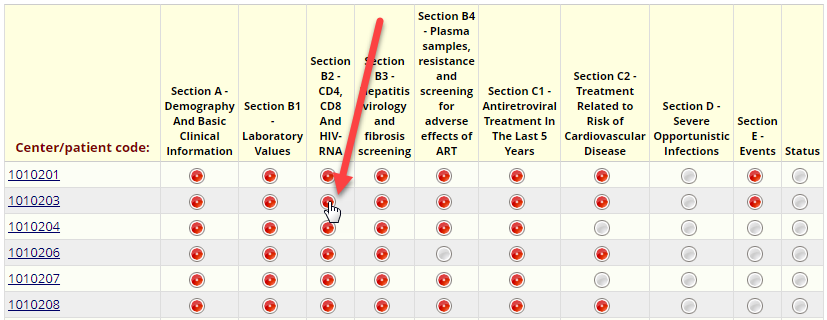 Center/patient code:
Section A -
Demography
And Basic
Clinical
Information
Section B1 -
Laboratory
Values
Section
B2 -
CD4,
CD8
And
HIV-
RNA
Section
B3 -
Hepatitis
virology
and
fibrosis
screening
Section B4
- Plasma
samples,
resistance
and
screening
for
adverse
effects of
ART
Section C1 -
Antiretroviral
Treatment In
The Last 5
Years
Section C2 -
Treatment
Related to
Risk of
Cardiovascular
Disease
Section D -
Severe
Opportunistic
Infections
Section
E -
Events
Status
1010201
1010203
1010204
1010206
1010207
1010208